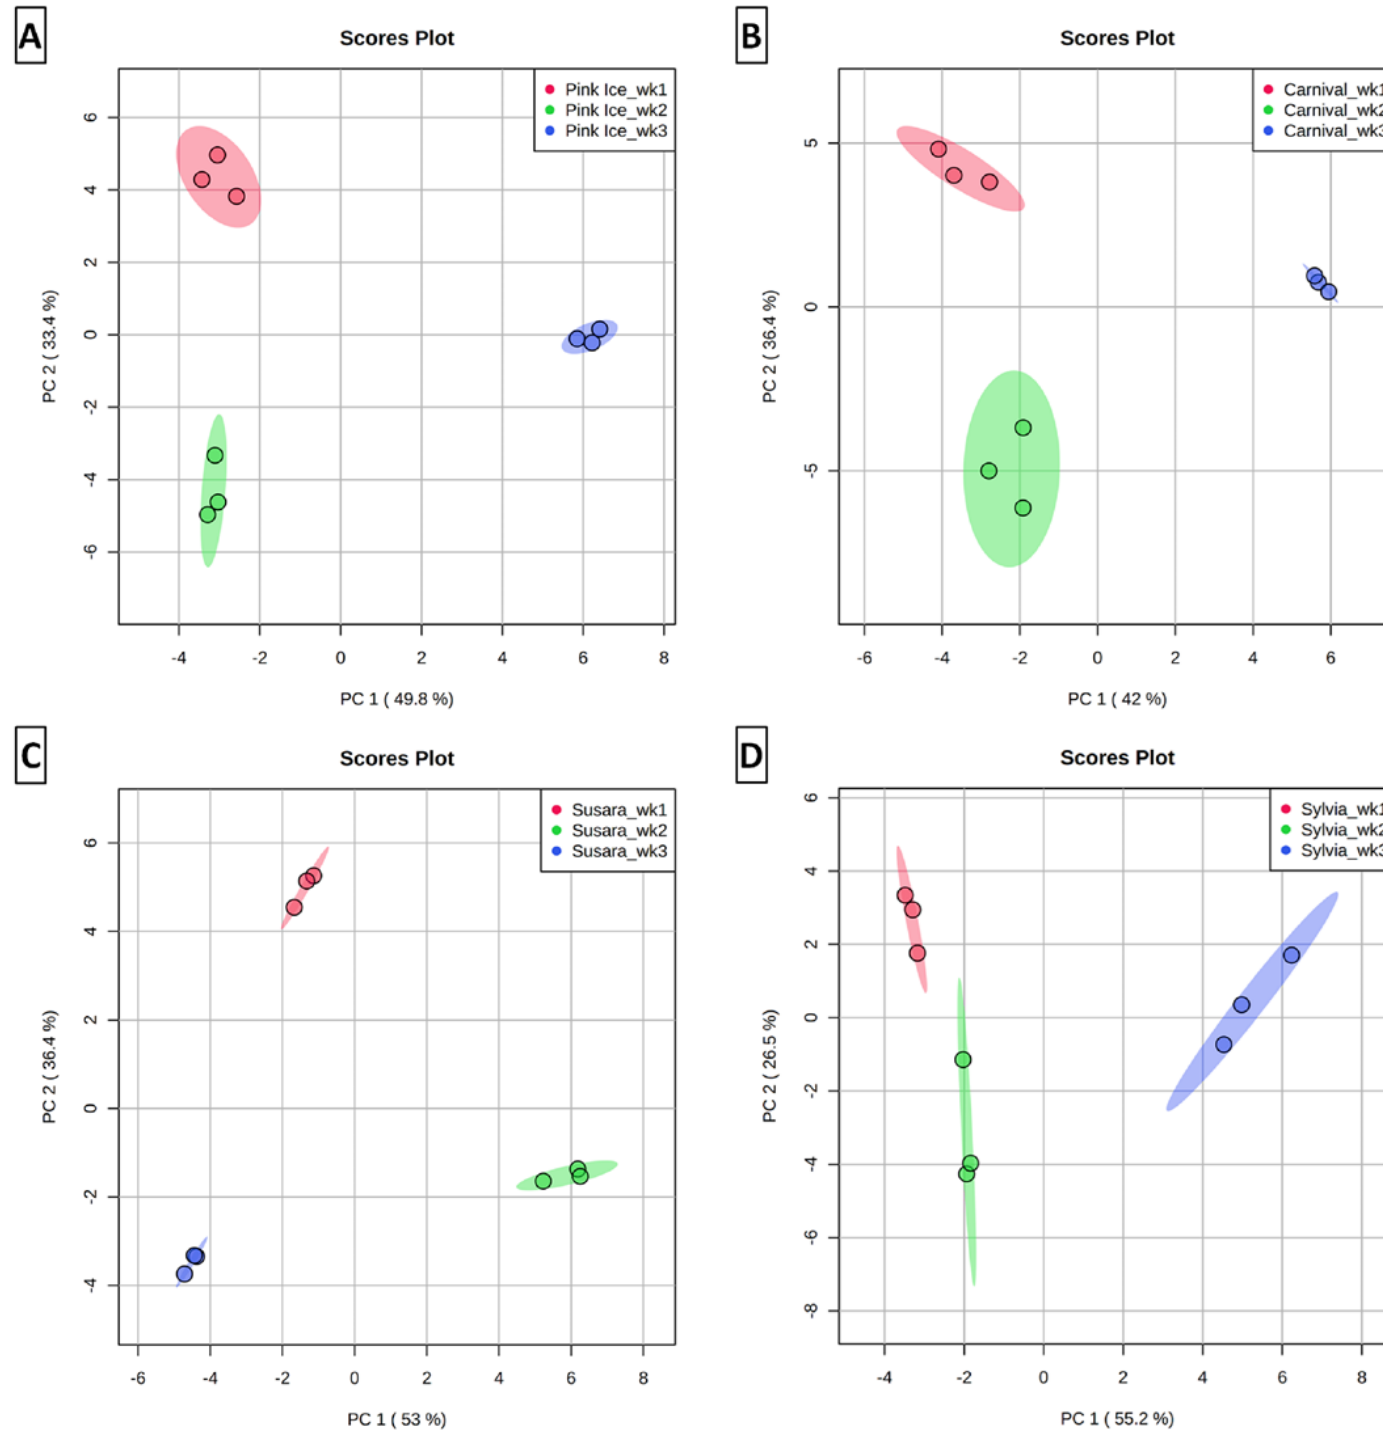 A
Scores Plot
Pink Ice_wk1
Pink Ice_wk2
Pink Ice_wk3
6
4
2
0
-2
-4
-6
PC 2 ( 33.4 %)
-4 -2 0 2 4 6 8
PC 1 ( 49.8 %)
B
Scores Plot
Carnival_wk1
Carnival_wk2
Carnival_wk3
5
0
-5
PC 2 ( 36.4 %)
-6 -4 -2 0 2 4 6
PC 1 ( 42 %)
C
Scores Plot
Susara_wk1
Susara_wk2
Susara_wk3
6
4
2
0
-2
-4
PC 2 ( 36.4 %)
-6 -4 -2 0 2 4 6 8
PC 1 ( 53 %)
D
Scores Plot
Sylvia_wk1
Sylvia_wk2
Sylvia_wk3
6
4
2
0
-2
-4
-6
-8
PC 2 ( 26.5 %)
-4 -2 0 2 4 6 8
PC 1 ( 55.2 %)